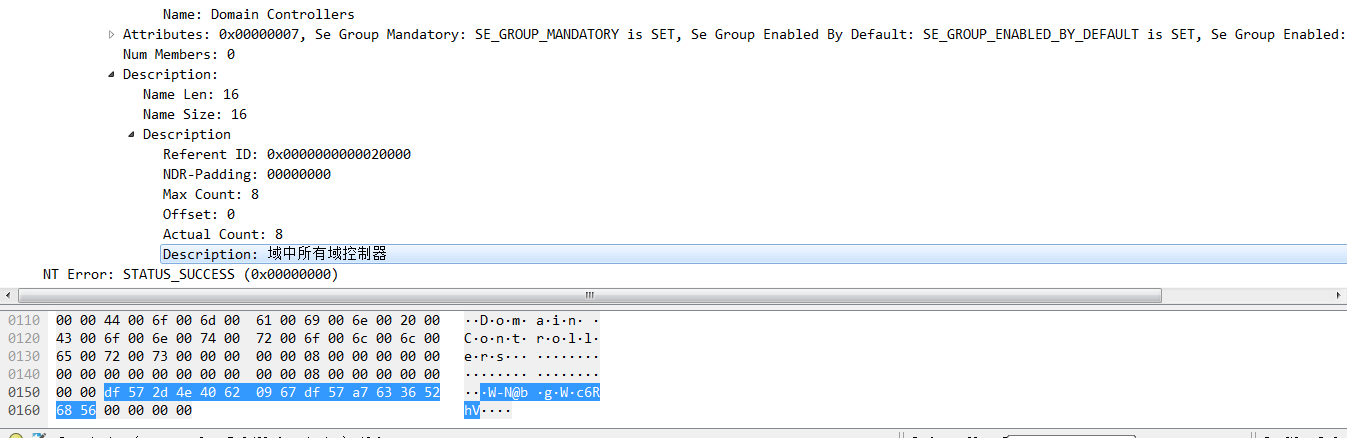 Name: Domain Controllers
Attributes: 0x00000007, Se Group Mandatory: SE_GROUP_MANDATORY is SET, Se Group Enabled By Default: SE_GROUP_ENABLED_BY_DEFAULT is SET, Se Group Enabled:
Num Members: 0
Description:
Name Len: 16
Name Size: 16
Description
Referent ID: 0x0000000000020000
NDR-Padding: 00000000
Max Count: 8
Offset: 0
Actual Count: 8
Description: 域中所有域控制器
NT Error: STATUS_SUCCESS (0x00000000)
0110 00 00 44 00 6f 00 6d 00 61 00 69 00 6e 00 20 00 ··D·o·m· a·i·n· ·
0120 43 00 6f 00 6e 00 74 00 72 00 6f 00 6c 00 6c 00 C·o·n·t· r·o·l·l·
0130 65 00 72 00 73 00 00 00 00 00 08 00 00 00 00 00 e·r·s··· ········
0140 00 00 00 00 00 00 00 00 00 00 08 00 00 00 00 00 ········ ········
0150 00 00 df 57 2d 4e 40 62 09 67 df 57 a7 63 36 52 ···W-N@b ·g·W·c6R
0160 68 56 00 00 00 00 hV····